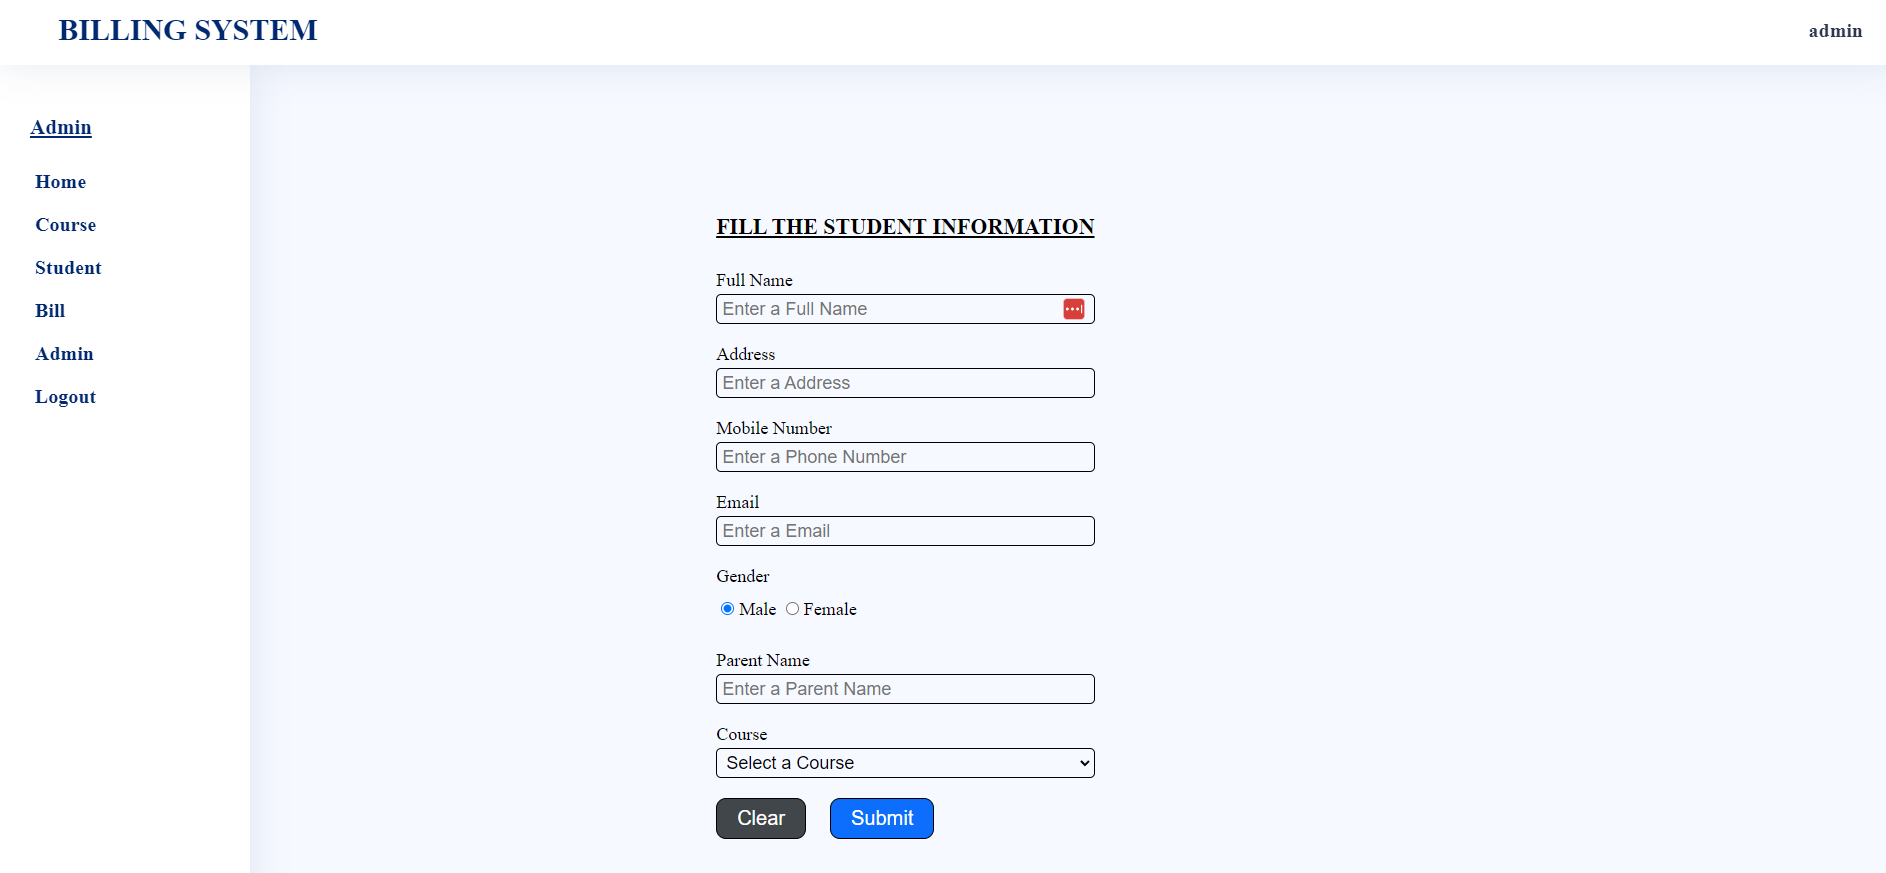 BILLING SYSTEM
admin
Admin
Home
Course
Student
Bill
Admin
Logout
FILL THE STUDENT INFORMATION
Full Name
Enter a Full Name
Address
Enter a Address
Mobile Number
Enter a Phone Number
Email
Enter a Email
Gender
Male Female
Parent Name
Enter a Parent Name
Course
Select a Course
Clear Submit